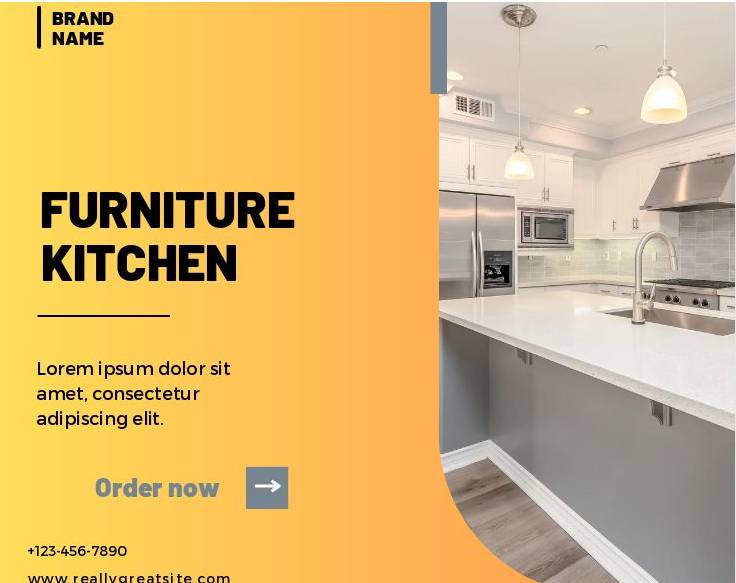 BRAND
NAME
FURNITURE
KITCHEN
Lorem ipsum dolor sit
amet, consectetur
adipiscing elit.
Order now
+123-456-7890
www.reallygreatsite.com